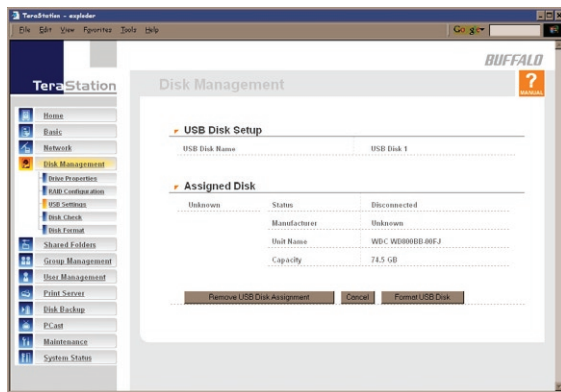 TeraStation - exploder
File Edit View Favorites Tools Help
Google
BUFFALO
TeraStation
Disk Management
?
MANUAL
Home
Basic
Network
Disk Management
Drive Properties
RAID Configuration
USB Settings
Disk Check
Disk Format
Shared Folders
Group Management
User Management
Print Server
Disk Backup
PCast
Maintenance
System Status
USB Disk Setup
USB Disk Name USB Disk 1
Assigned Disk
Unknown Status Disconnected
Manufacturer Unknown
Unit Name WDC WD800BB-00FJ
Capacity 74.5 GB
Remove USB Disk Assignment Cancel Format USB Disk